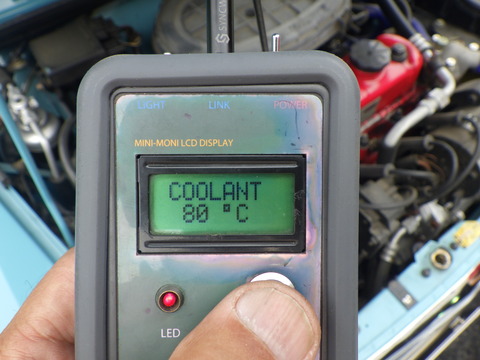 LIGHT LINK POWER
MINI-MONI LCD DISPLAY
COOLANT
80 °C
LED